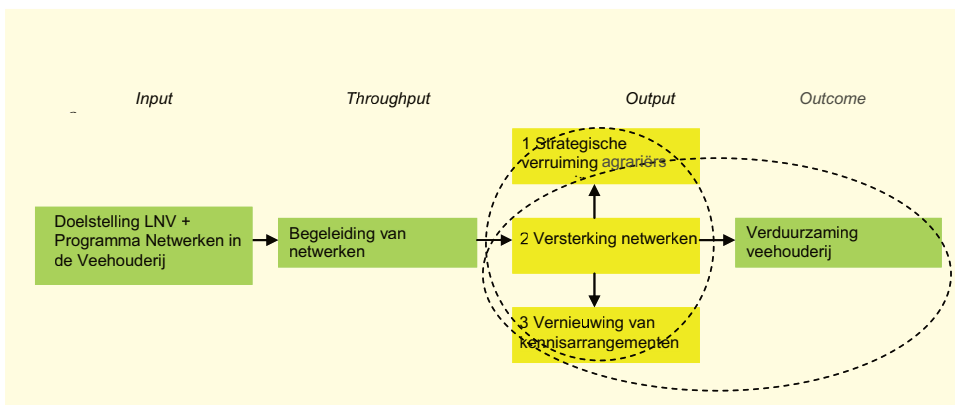 Input
Throughput
Output
Outcome
Doelstelling LNV +
Programma Netwerken in
de Veehouderij
Begeleiding van
netwerken
1 Strategische
verruiming agrariërs
2 Versterking netwerken
3 Vernieuwing van
kennisarrangementen
Verduurzaming
veehouderij